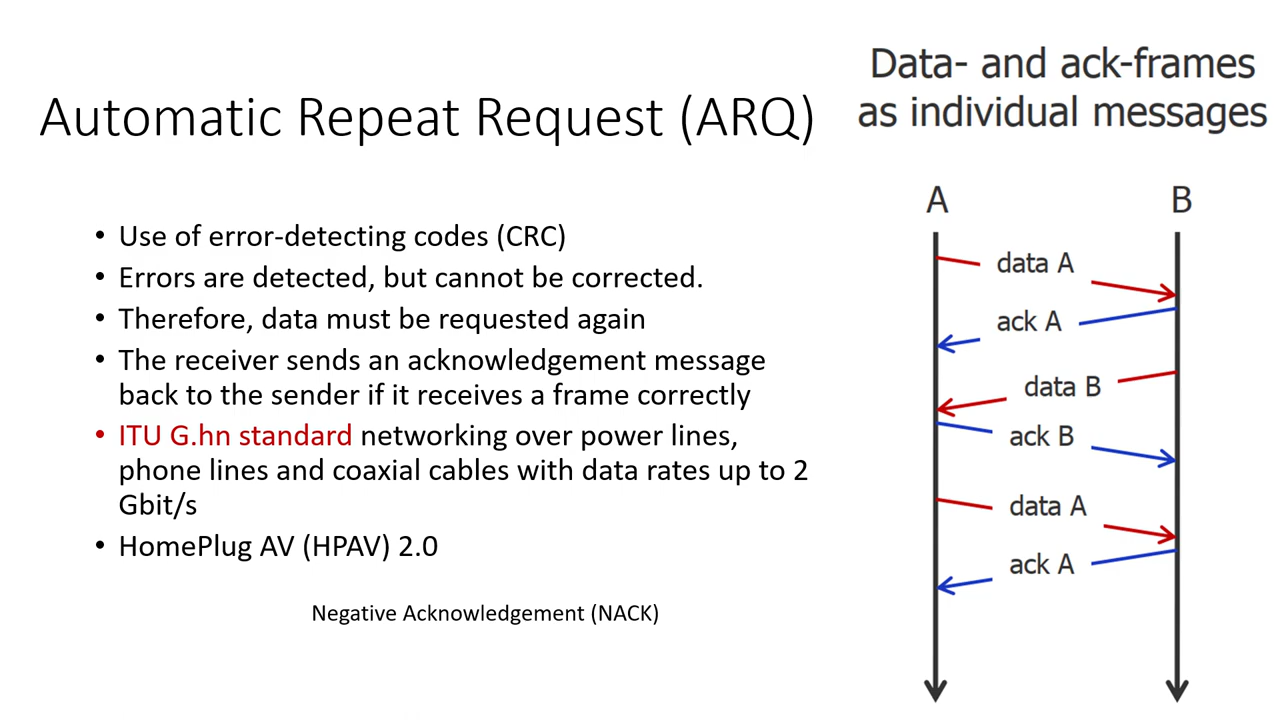 Automatic Repeat Request (ARQ)
• Use of error-detecting codes (CRC)
• Errors are detected, but cannot be corrected.
• Therefore, data must be requested again
• The receiver sends an acknowledgement message
back to the sender if it receives a frame correctly
• ITU G.hn standard networking over power lines,
phone lines and coaxial cables with data rates up to 2
Gbit/s
• HomePlug AV (HPAV) 2.0
Negative Acknowledgement (NACK)
Data- and ack-frames
as individual messages
A B
data A
ack A
data B
ack B
data A
ack A